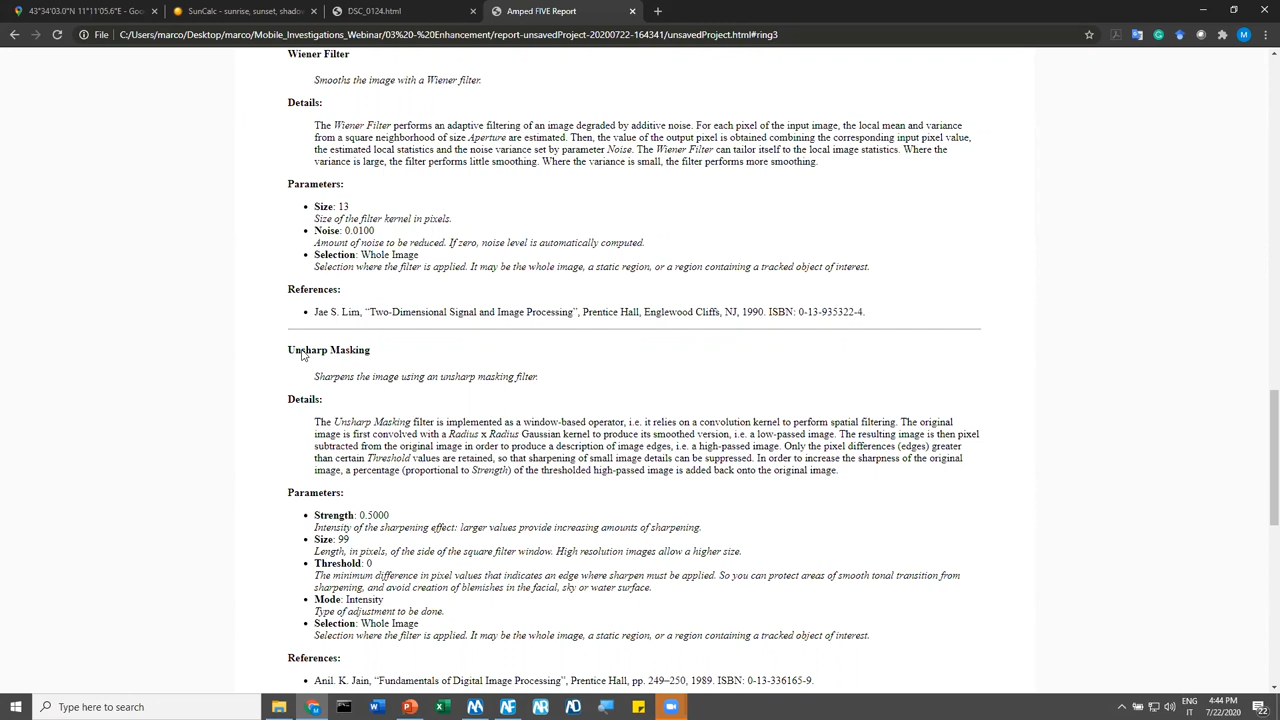 43°34'03.0"N 11°11'05.6"E - Goo
SunCalc - sunrise, sunset, shado
DSC_0124.html
Amped FIVE Report
File
C:/Users/marco/Desktop/marco/Mobile_Investigations_Webinar/03%20-%20Enhancement/report-unsavedProject-20200722-164341/unsavedProject.html#ring3
M
Wiener Filter
Smooths the image with a Wiener filter.
Details:
The Wiener Filter performs an adaptive filtering of an image degraded by additive noise. For each pixel of the input image, the local mean and variance
from a square neighborhood of size Aperture are estimated. Then, the value of the output pixel is obtained combining the corresponding input pixel value,
the estimated local statistics and the noise variance set by parameter Noise. The Wiener Filter can tailor itself to the local image statistics. Where the
variance is large, the filter performs little smoothing. Where the variance is small, the filter performs more smoothing.
Parameters:
• Size: 13
Size of the filter kernel in pixels.
• Noise: 0.0100
Amount of noise to be reduced. If zero, noise level is automatically computed.
• Selection: Whole Image
Selection where the filter is applied. It may be the whole image, a static region, or a region containing a tracked object of interest.
References:
• Jae S. Lim, “Two-Dimensional Signal and Image Processing”, Prentice Hall, Englewood Cliffs, NJ, 1990. ISBN: 0-13-935322-4.
Unsharp Masking
Sharpens the image using an unsharp masking filter.
Details:
The Unsharp Masking filter is implemented as a window-based operator, i.e. it relies on a convolution kernel to perform spatial filtering. The original
image is first convolved with a Radius x Radius Gaussian kernel to produce its smoothed version, i.e. a low-passed image. The resulting image is then pixel
subtracted from the original image in order to produce a description of image edges, i.e. a high-passed image. Only the pixel differences (edges) greater
than certain Threshold values are retained, so that sharpening of small image details can be suppressed. In order to increase the sharpness of the original
image, a percentage (proportional to Strength) of the thresholded high-passed image is added back onto the original image.
Parameters:
• Strength: 0.5000
Intensity of the sharpening effect: larger values provide increasing amounts of sharpening.
• Size: 99
Length, in pixels, of the side of the square filter window. High resolution images allow a higher size.
• Threshold: 0
The minimum difference in pixel values that indicates an edge where sharpen must be applied. So you can protect areas of smooth tonal transition from
sharpening, and avoid creation of blemishes in the facial, sky or water surface.
• Mode: Intensity
Type of adjustment to be done.
• Selection: Whole Image
Selection where the filter is applied. It may be the whole image, a static region, or a region containing a tracked object of interest.
References:
• Anil. K. Jain, “Fundamentals of Digital Image Processing”, Prentice Hall, pp. 249–250, 1989. ISBN: 0-13-336165-9.
Type here to search
ENG
IT
4:44 PM
7/22/2020
22